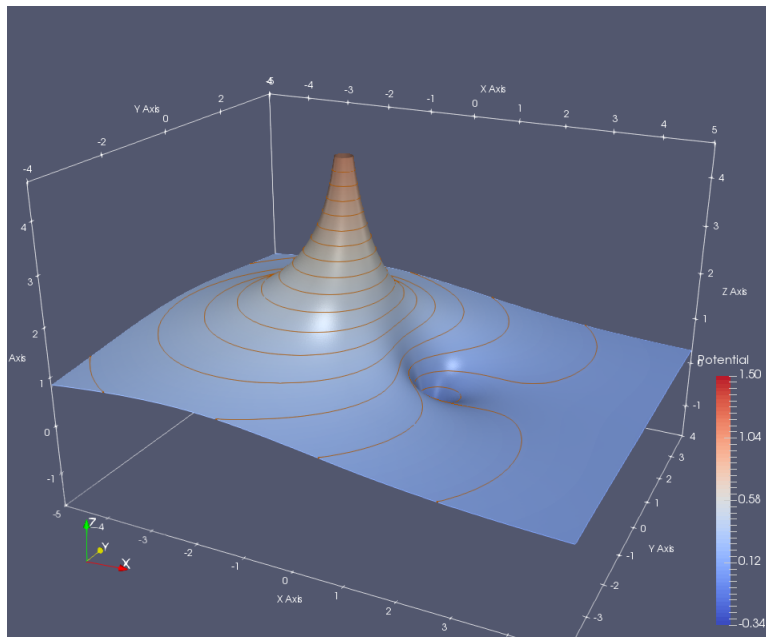 -5 -4 -3 -2 -1 0 1 2 3 4 5
X Axis
-4 -2 0 2 4
Y Axis
4
3
2
1
0
-1
Axis
4
3
2
1
0
-1
Z Axis
Potential
1.50
1.04
0.58
0.12
-0.34
4
3
2
1
0
-1
-2
-3
Y Axis
-5 -4 -3 -2 -1 0 1 2 3
X Axis
Z
Y
X